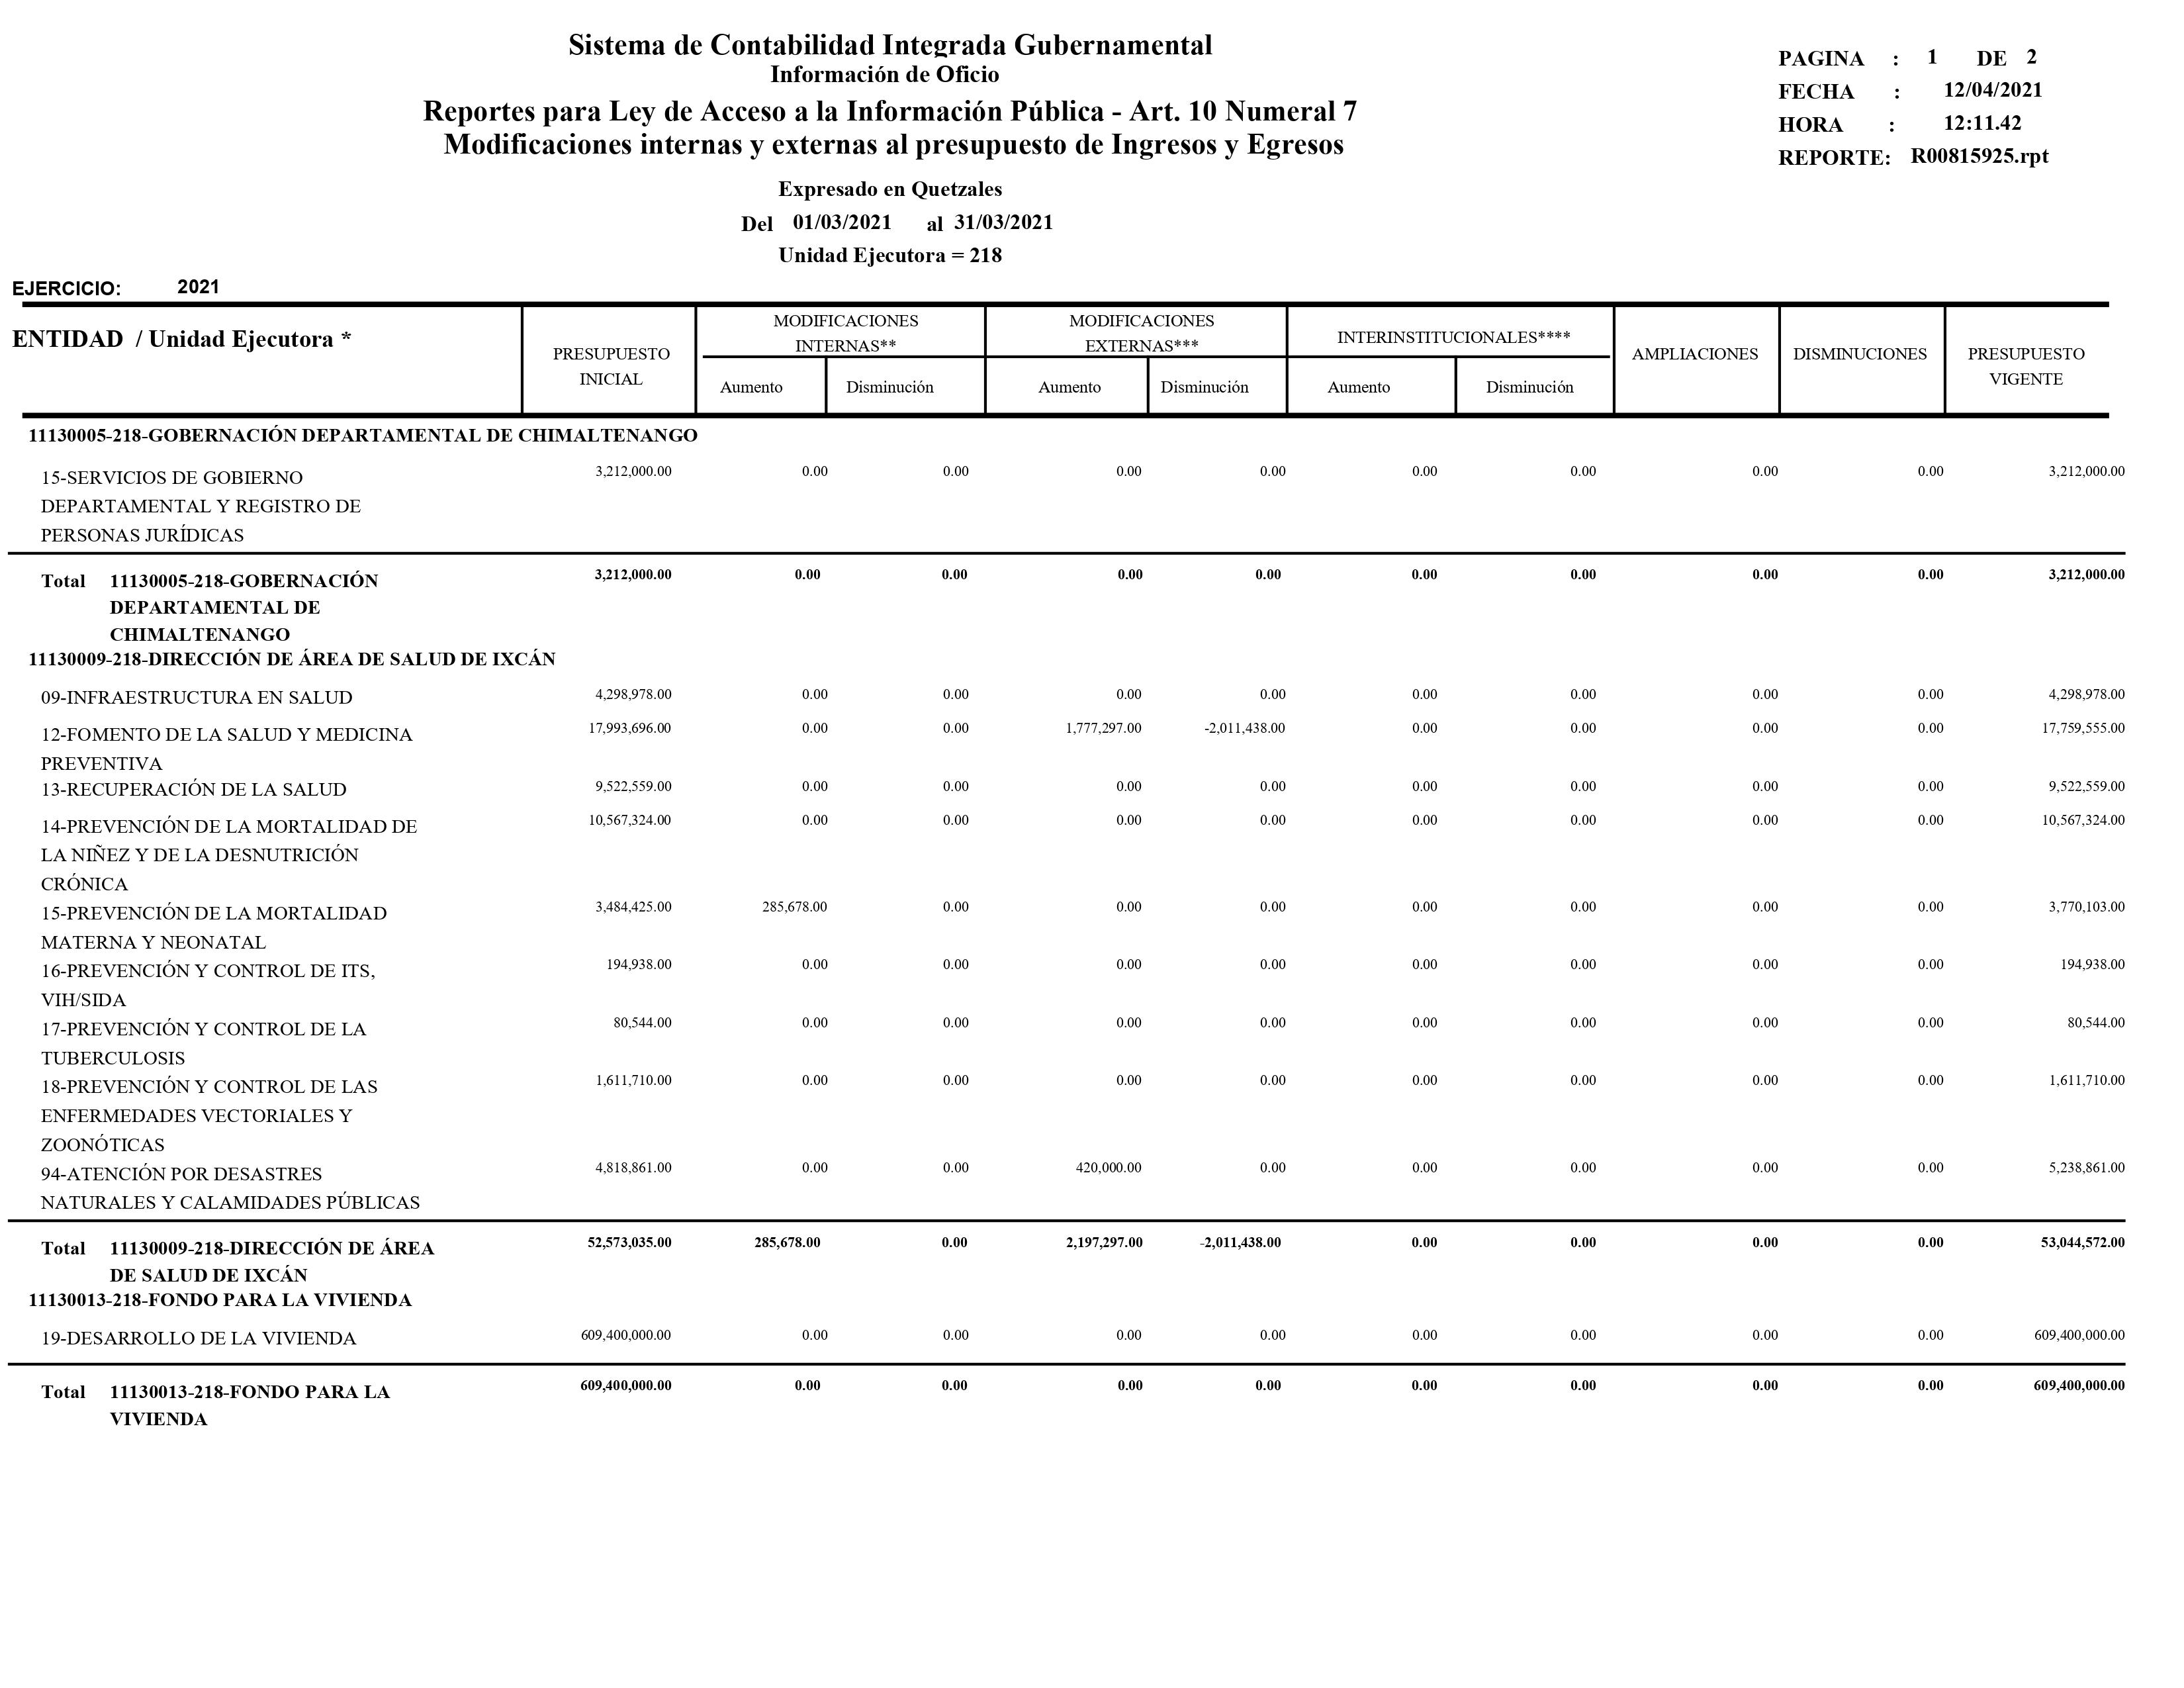 Sistema de Contabilidad Integrada Gubernamental
Información de Oficio
Reportes para Ley de Acceso a la Información Pública - Art. 10 Numeral 7
Modificaciones internas y externas al presupuesto de Ingresos y Egresos
Expresado en Quetzales
Del 01/03/2021 al 31/03/2021
Unidad Ejecutora = 218
PAGINA : 1 DE 2
FECHA : 12/04/2021
HORA : 12:11.42
REPORTE: R00815925.rpt
EJERCICIO: 2021
ENTIDAD / Unidad Ejecutora *
PRESUPUESTO
INICIAL
MODIFICACIONES
INTERNAS**
Aumento Disminución
MODIFICACIONES
EXTERNAS***
Aumento Disminución
INTERINSTITUCIONALES****
Aumento Disminución
AMPLIACIONES
DISMINUCIONES
PRESUPUESTO
VIGENTE
11130005-218-GOBERNACIÓN DEPARTAMENTAL DE CHIMALTENANGO
15-SERVICIOS DE GOBIERNO 3,212,000.00 0.00 0.00 0.00 0.00 0.00 0.00 0.00 0.00 3,212,000.00
DEPARTAMENTAL Y REGISTRO DE
PERSONAS JURÍDICAS
Total 11130005-218-GOBERNACIÓN 3,212,000.00 0.00 0.00 0.00 0.00 0.00 0.00 0.00 0.00 3,212,000.00
DEPARTAMENTAL DE
CHIMALTENANGO
11130009-218-DIRECCIÓN DE ÁREA DE SALUD DE IXCÁN
09-INFRAESTRUCTURA EN SALUD 4,298,978.00 0.00 0.00 0.00 0.00 0.00 0.00 0.00 0.00 4,298,978.00
12-FOMENTO DE LA SALUD Y MEDICINA 17,993,696.00 0.00 0.00 1,777,297.00 -2,011,438.00 0.00 0.00 0.00 0.00 17,759,555.00
PREVENTIVA
13-RECUPERACIÓN DE LA SALUD 9,522,559.00 0.00 0.00 0.00 0.00 0.00 0.00 0.00 0.00 9,522,559.00
14-PREVENCIÓN DE LA MORTALIDAD DE 10,567,324.00 0.00 0.00 0.00 0.00 0.00 0.00 0.00 0.00 10,567,324.00
LA NIÑEZ Y DE LA DESNUTRICIÓN
CRÓNICA
15-PREVENCIÓN DE LA MORTALIDAD 3,484,425.00 285,678.00 0.00 0.00 0.00 0.00 0.00 0.00 0.00 3,770,103.00
MATERNA Y NEONATAL
16-PREVENCIÓN Y CONTROL DE ITS, 194,938.00 0.00 0.00 0.00 0.00 0.00 0.00 0.00 0.00 194,938.00
VIH/SIDA
17-PREVENCIÓN Y CONTROL DE LA 80,544.00 0.00 0.00 0.00 0.00 0.00 0.00 0.00 0.00 80,544.00
TUBERCULOSIS
18-PREVENCIÓN Y CONTROL DE LAS 1,611,710.00 0.00 0.00 0.00 0.00 0.00 0.00 0.00 0.00 1,611,710.00
ENFERMEDADES VECTORIALES Y
ZOONÓTICAS
94-ATENCIÓN POR DESASTRES 4,818,861.00 0.00 0.00 420,000.00 0.00 0.00 0.00 0.00 0.00 5,238,861.00
NATURALES Y CALAMIDADES PÚBLICAS
Total 11130009-218-DIRECCIÓN DE ÁREA 52,573,035.00 285,678.00 0.00 2,197,297.00 -2,011,438.00 0.00 0.00 0.00 0.00 53,044,572.00
DE SALUD DE IXCÁN
11130013-218-FONDO PARA LA VIVIENDA
19-DESARROLLO DE LA VIVIENDA 609,400,000.00 0.00 0.00 0.00 0.00 0.00 0.00 0.00 0.00 609,400,000.00
Total 11130013-218-FONDO PARA LA 609,400,000.00 0.00 0.00 0.00 0.00 0.00 0.00 0.00 0.00 609,400,000.00
VIVIENDA